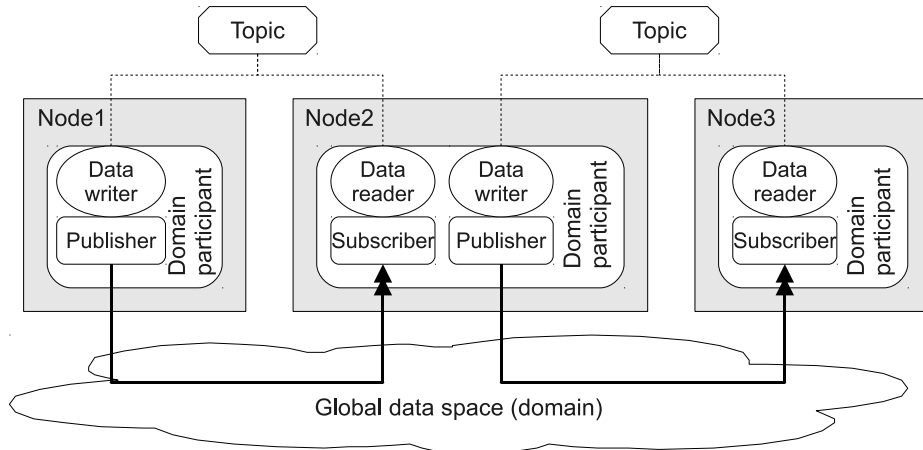 Topic
Topic
Node1
Data
writer
Publisher
Domain
participant
Node2
Data
reader
Subscriber
Data
writer
Publisher
Domain
participant
Node3
Data
reader
Subscriber
Domain
participant
Global data space (domain)